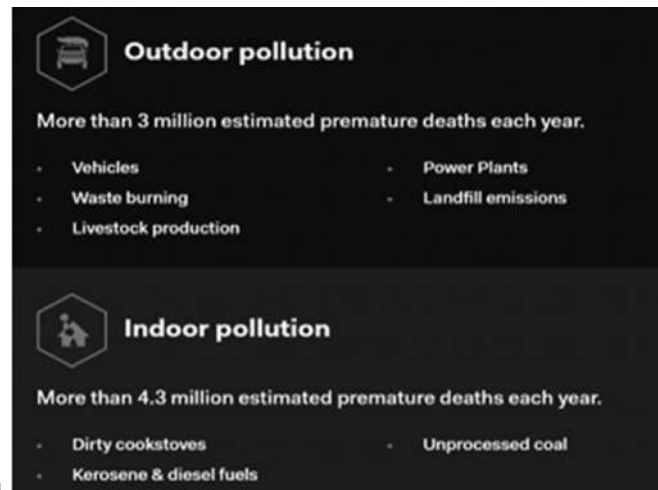 Outdoor pollution
More than 3 million estimated premature deaths each year.
Vehicles
Waste burning
Livestock production
Power Plants
Landfill emissions
Indoor pollution
More than 4.3 million estimated premature deaths each year.
Dirty cookstoves
Kerosene & diesel fuels
Unprocessed coal